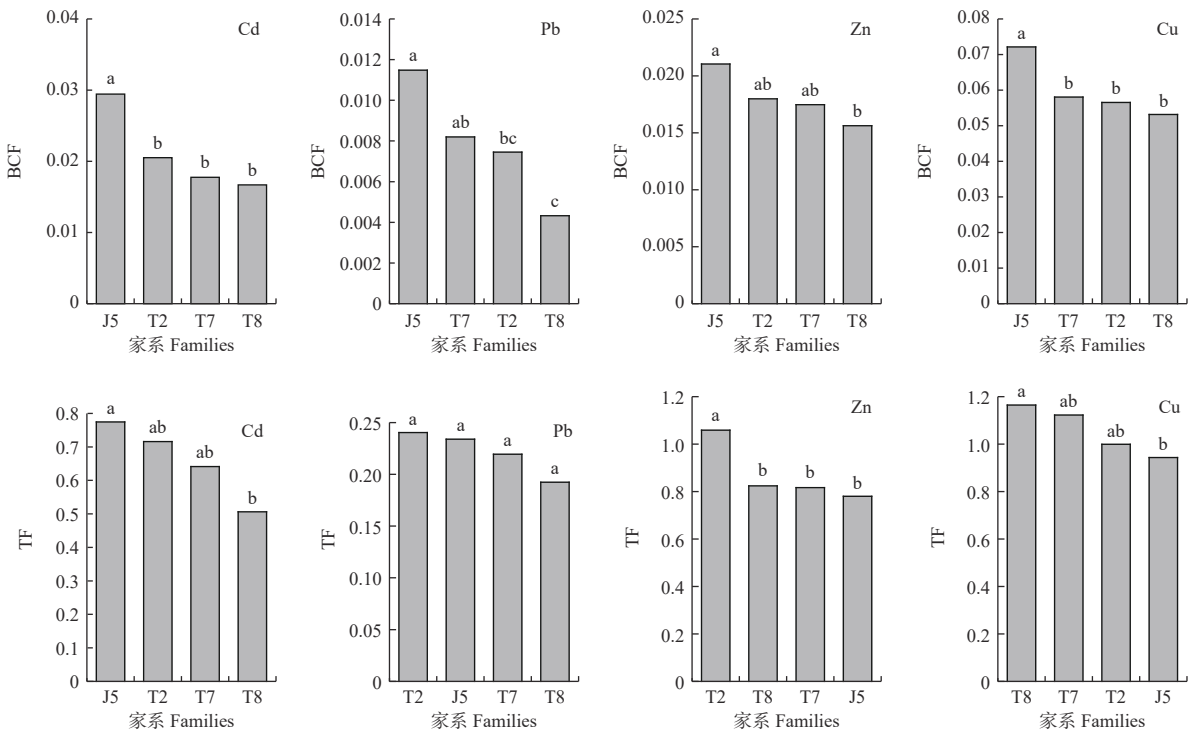 Cd
BCF
0.04
0.03
0.02
0.01
0
a
b
b
b
J5 T2 T7 T8
家系 Families
Pb
BCF
0.014
0.012
0.010
0.008
0.006
0.004
0.002
0
a
ab
bc
c
J5 T7 T2 T8
家系 Families
Zn
BCF
0.025
0.020
0.015
0.010
0.005
0
a
ab
ab
b
J5 T2 T7 T8
家系 Families
Cu
BCF
0.08
0.07
0.06
0.05
0.04
0.03
0.02
0.01
0
a
b
b
b
J5 T7 T2 T8
家系 Families
Cd
TF
0.8
0.7
0.6
0.5
0.4
0.3
0.2
0.1
0
a
ab
ab
b
J5 T2 T7 T8
家系 Families
Pb
TF
0.25
0.20
0.15
0.10
0.05
0
a
a
a
a
T2 J5 T7 T8
家系 Families
Zn
TF
1.2
1.0
0.8
0.6
0.4
0.2
0
a
b
b
b
T2 T8 T7 J5
家系 Families
Cu
TF
1.2
1.0
0.8
0.6
0.4
0.2
0
a
ab
ab
b
T8 T7 T2 J5
家系 Families